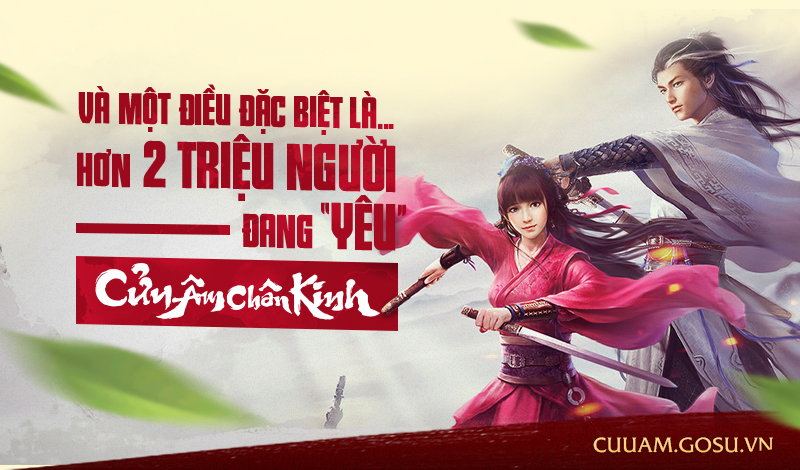 VÀ MỘT ĐIỀU ĐẶC BIỆT LÀ...
HƠN 2 TRIỆU NGƯỜI
ĐANG "YÊU"
Cửu Âm Chân Kinh
CUUAM.GOSU.VN